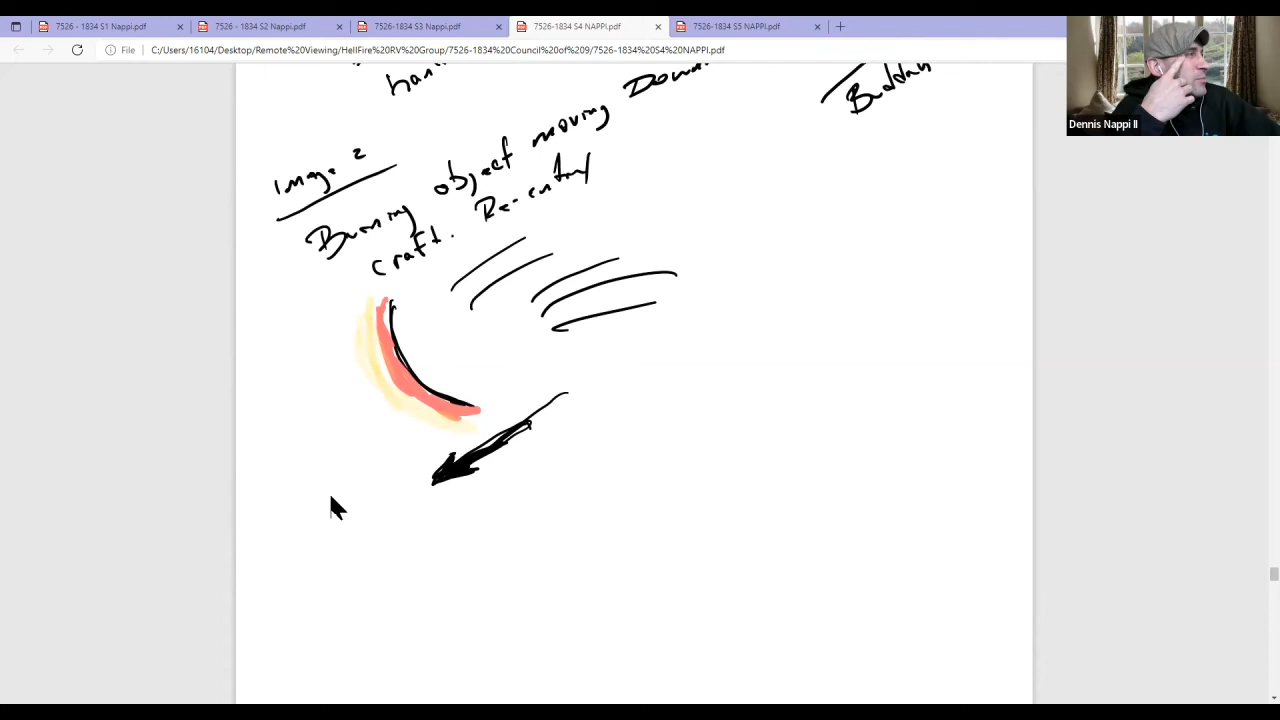 7526 - 1834 S1 Nappi.pdf
7526 - 1834 S2 Nappi.pdf
7526 - 1834 S3 Nappi.pdf
7526-1834 S4 NAPPI.pdf
7526-1834 S5 NAPPI.pdf
File
C:/Users/16104/Desktop/Remote%20Viewing/HellFire%20RV%20Group/7526-1834%20Council%20of%209/7526-1834%20S4%20NAPPI.pdf
Dennis Nappi II
Buddah
Image 2
Burning object moving Down
craft. Re-entry